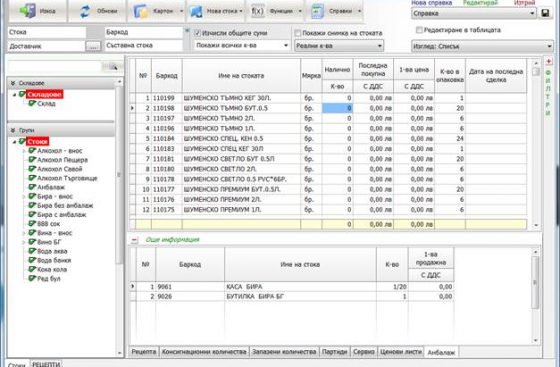 Изход Обнови Картон Нова стока f(x) Функции Справки Нова справка Редактирай Изтрий
Справка
Стока Баркод Изчисли общите суми Покажи снимка на стоката Редактиране в таблицата
Доставчик ... Съставна стока Покажи всички к-ва Реални к-ва Изглед: Списък
Складове
Складове
Склад
Групи
Стоки
Алкохол - внос
Алкохол Пещера
Алкохол Савой
Алкохол Търговище
Амбалаж
Бира - внос
Бира без амбалаж
Бира с амбалаж
ВВВ сок
Вина - внос
Вино БГ
Вода аква
Вода банкя
Кока кола
Ред бул
№ Баркод Име на стоката Мярка Налично Последна покупна 1-ва цена К-во в опаковка Дата на последна сделка
К-во С ДДС С ДДС
1 110199 ШУМЕНСКО ТЪМНО КЕГ 30Л. бр. 0 0,00 лв 0,00 лв 1
2 110198 ШУМЕНСКО ТЪМНО БУТ.0.5 бр. 0 0,00 лв 0,00 лв 20
3 110197 ШУМЕНСКО ТЪМНО 2Л. бр. 0 0,00 лв 0,00 лв 6
4 110196 ШУМЕНСКО ТЪМНО 1Л. бр. 0 0,00 лв 0,00 лв 6
5 110184 ШУМЕНСКО СПЕЦ. КЕН 0.5 бр. 0 0,00 лв 0,00 лв 24
6 110183 ШУМЕНСКО СПЕЦ КЕГ 30Л бр. 0 0,00 лв 0,00 лв 1
7 110181 ШУМЕНСКО СВЕТЛО БУТ 0.5Л бр. 0 0,00 лв 0,00 лв 20
8 110180 ШУМЕНСКО СВЕТЛО 2Л. бр. 0 0,00 лв 0,00 лв 6
9 110178 ШУМЕНСКО СВЕТЛО 0.5 PVC*6БР. бр. 0 0,00 лв 0,00 лв 6
10 110177 ШУМЕНСКО ПРЕМИУМ БУТ.0.5Л. бр. 0 0,00 лв 0,00 лв 20
11 110176 ШУМЕНСКО ПРЕМИУМ 2Л. бр. 0 0,00 лв 0,00 лв 6
12 110175 ШУМЕНСКО ПРЕМИУМ 1Л. бр. 0 0,00 лв 0,00 лв 6
0 0,00 лв 0,00 лв
ФИЛТРИ
Още информация
№ Баркод Име на стока К-во 1-ва продажна
С ДДС
1 9061 КАСА БИРА 1/20 0,00
2 9026 БУТИЛКА БИРА БГ 1 0,00
Рецепта Консигнационни количества Запазени количества Партиди Сервиз Ценови листи Амбалаж
Стоки РЕЦЕПТИ